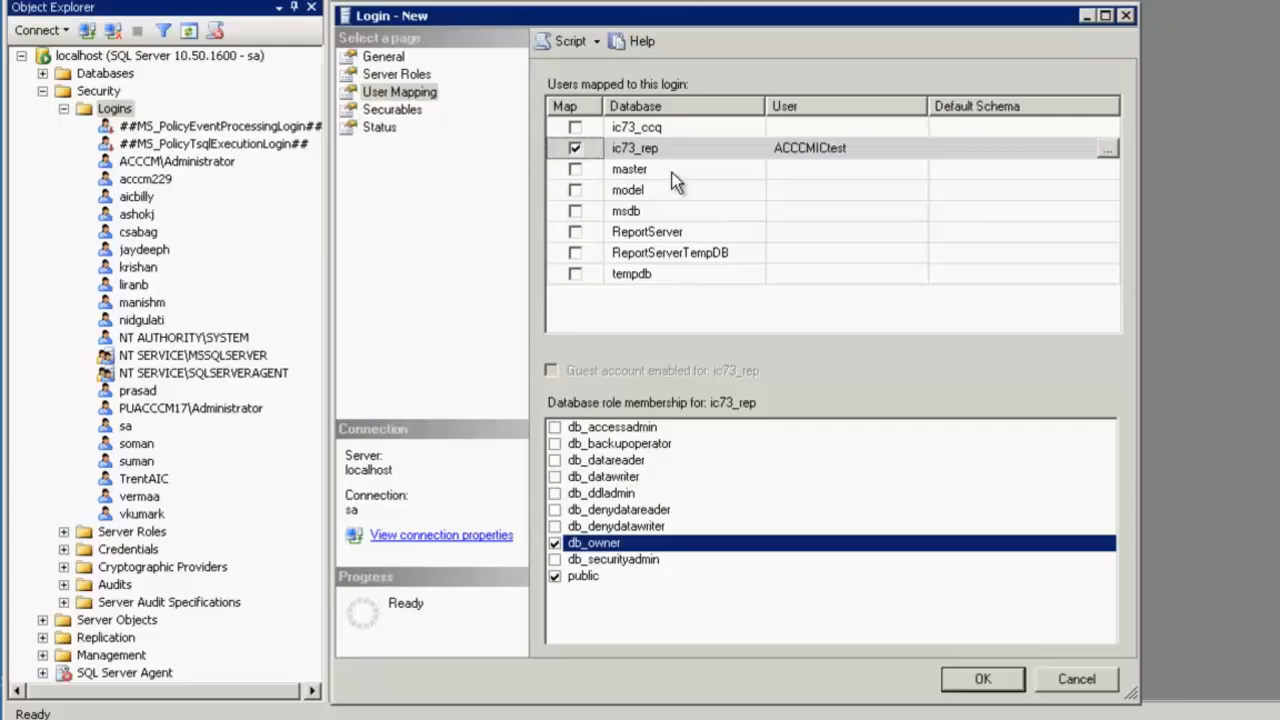 Object Explorer
Connect
localhost (SQL Server 10.50.1600 - sa)
Databases
Security
Logins
##MS_PolicyEventProcessingLogin##
##MS_PolicyTsqlExecutionLogin##
ACCCM\Administrator
acccm229
aicbilly
ashokj
csabag
jaydeeph
krishan
liranb
manishm
nidgulati
NT AUTHORITY\SYSTEM
NT SERVICE\MSSQLSERVER
NT SERVICE\SQLSERVERAGENT
prasad
PUACCCM17\Administrator
sa
soman
suman
TrentAIC
vermaa
vkumark
Server Roles
Credentials
Cryptographic Providers
Audits
Server Audit Specifications
Server Objects
Replication
Management
SQL Server Agent
Ready
Login - New
Select a page
General
Server Roles
User Mapping
Securables
Status
Connection
Server:
localhost
Connection:
sa
View connection properties
Progress
Ready
Script Help
Users mapped to this login:
Map Database User Default Schema
ic73_ccq
ic73_rep ACCCMICtest ...
master
model
msdb
ReportServer
ReportServerTempDB
tempdb
Guest account enabled for: ic73_rep
Database role membership for: ic73_rep
db_accessadmin
db_backupoperator
db_datareader
db_datawriter
db_ddladmin
db_denydatareader
db_denydatawriter
db_owner
db_securityadmin
public
OK Cancel